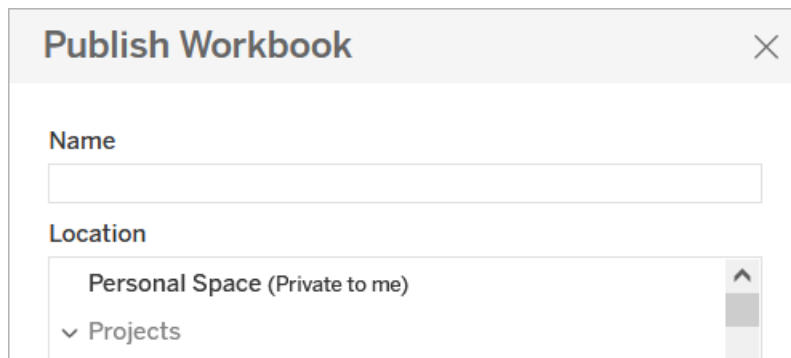 Publish Workbook
Name
Location
Personal Space (Private to me)
Projects